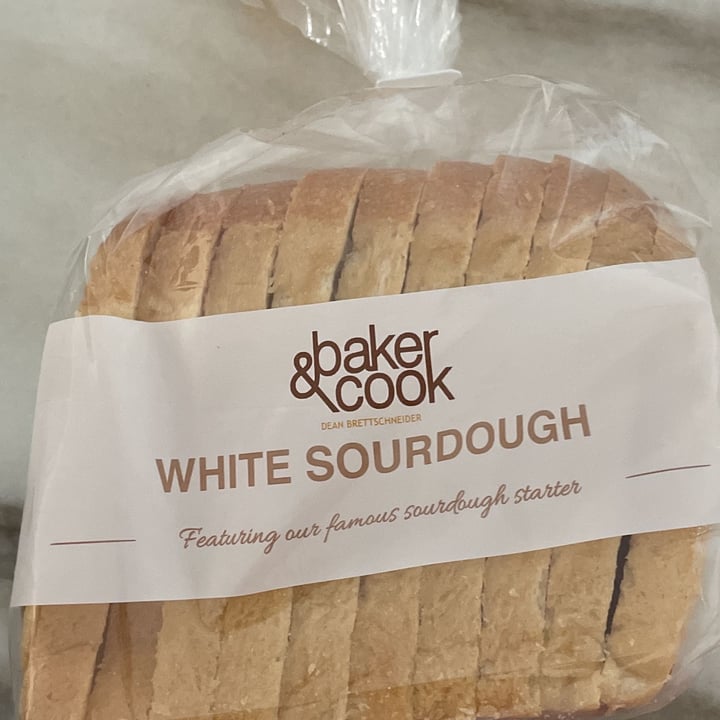 baker
&cook
DEAN BRETTSCHNEIDER
WHITE SOURDOUGH
Featuring our famous sourdough starter